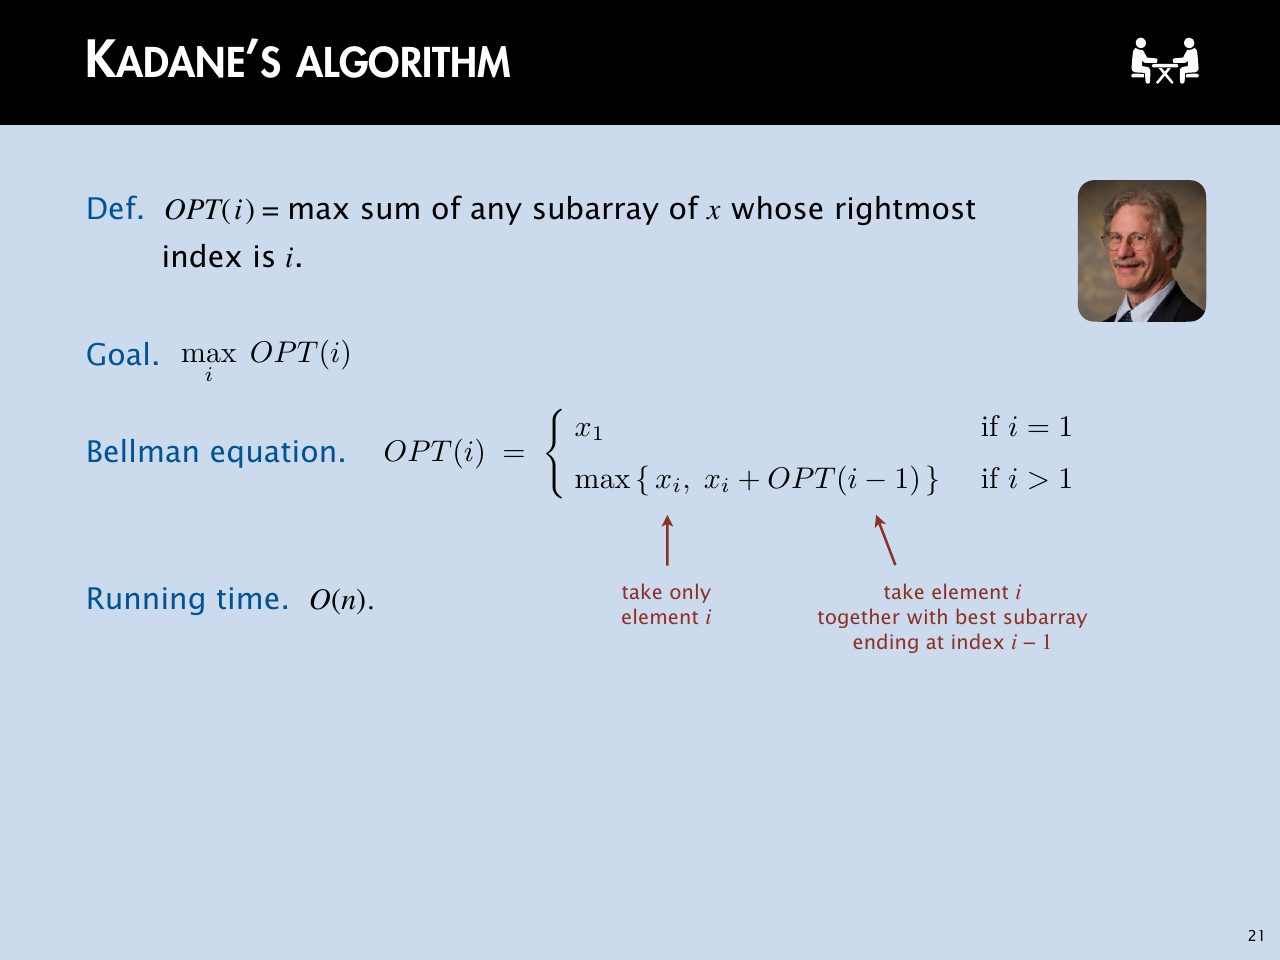 KADANE’S ALGORITHM
Def. OPT(i) = max sum of any subarray of x whose rightmost
index is i.
Goal. max OPT(i)
i
x₁ if i = 1
Bellman equation. OPT(i) = {
max { xᵢ, xᵢ + OPT(i − 1) } if i > 1
Running time. O(n).
take only
element i
take element i
together with best subarray
ending at index i − 1
21